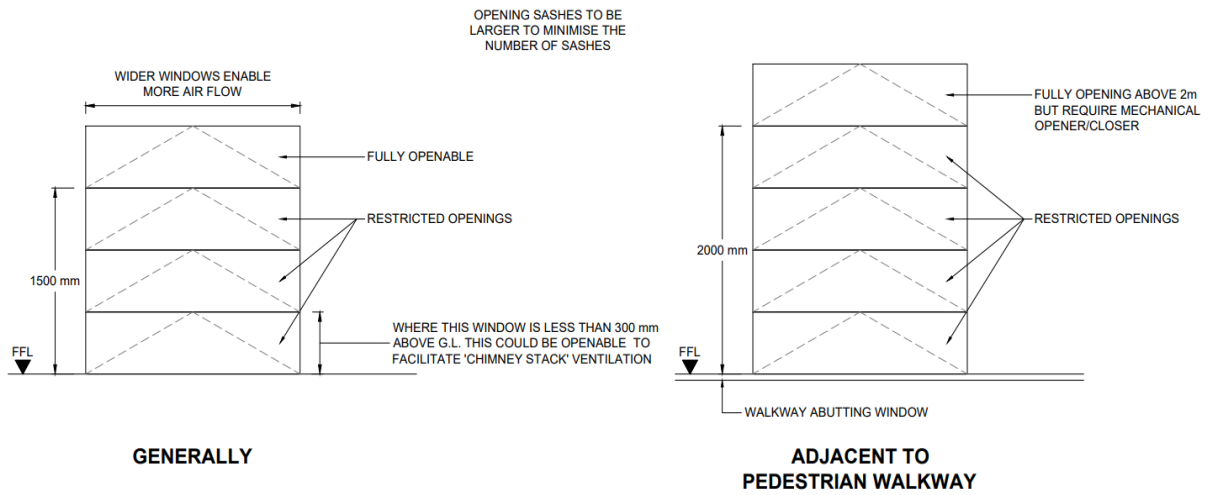 OPENING SASHES TO BE
LARGER TO MINIMISE THE
NUMBER OF SASHES
WIDER WINDOWS ENABLE
MORE AIR FLOW
FULLY OPENABLE
RESTRICTED OPENINGS
1500 mm
WHERE THIS WINDOW IS LESS THAN 300 mm
ABOVE G.L. THIS COULD BE OPENABLE TO
FACILITATE 'CHIMNEY STACK' VENTILATION
FFL
GENERALLY
FULLY OPENING ABOVE 2m
BUT REQUIRE MECHANICAL
OPENER/CLOSER
RESTRICTED OPENINGS
2000 mm
FFL
WALKWAY ABUTTING WINDOW
ADJACENT TO
PEDESTRIAN WALKWAY